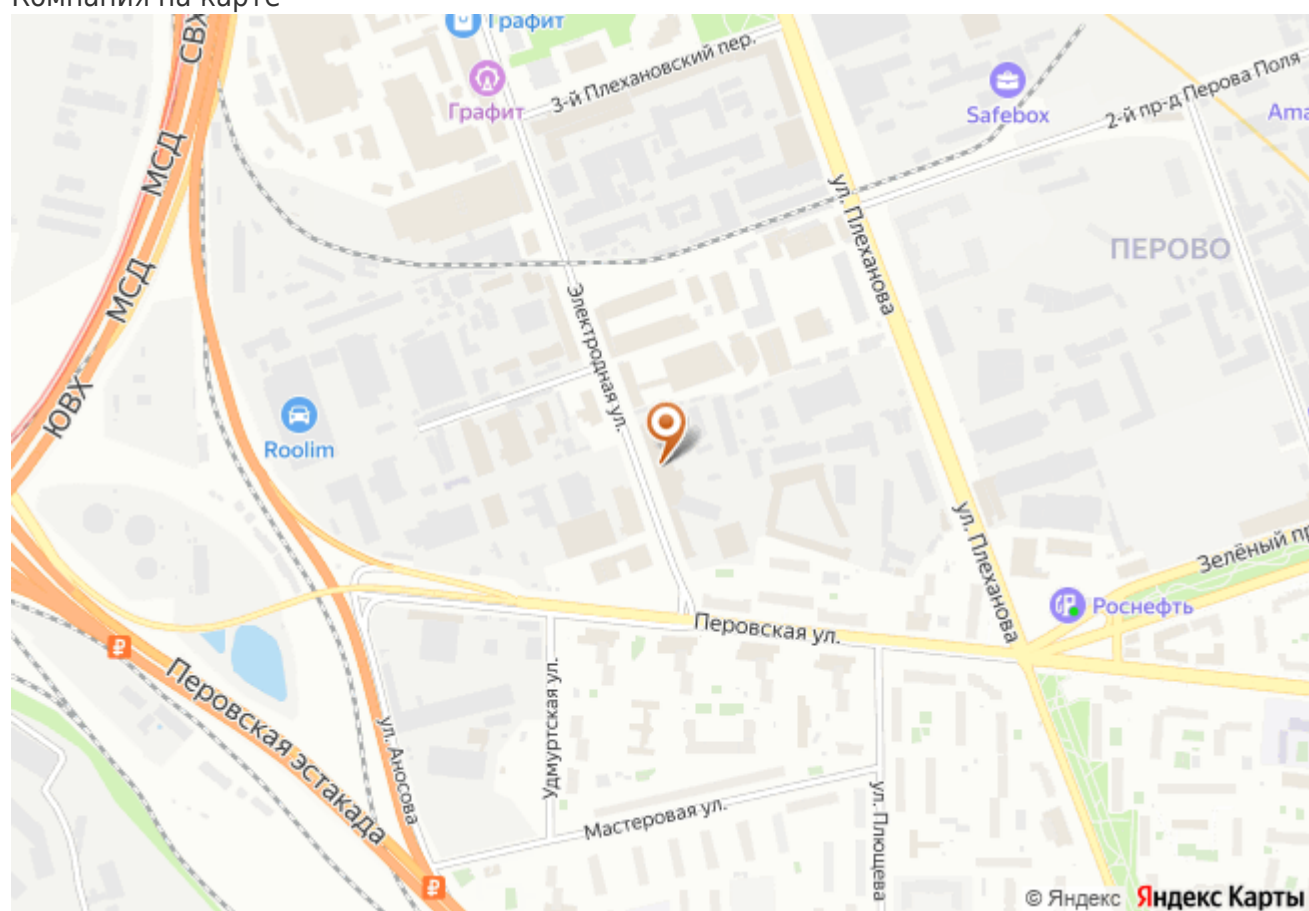 Компания на карте
СВХ
Графит
3-й Плехановский пер.
Графит
Safebox
2-й пр-д Перова Поля
Ama
МСД
ул. Плеханова
ПЕРОВО
МСД
Электродная ул.
ЮВХ
Roolim
ул. Плеханова
Зелёный пр
Роснефть
Перовская ул.
Перовская эстакада
ул. Аносова
Удмуртская ул.
Мастеровая ул.
ул. Плющева
© Яндекс Яндекс Карты